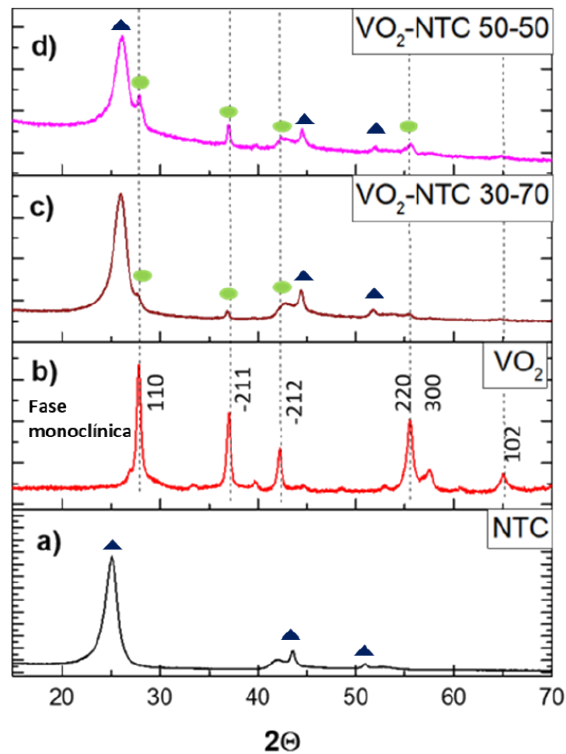 d)
VO₂-NTC 50-50
c)
VO₂-NTC 30-70
b)
VO₂
Fase
monoclínica
110
-211
-212
220
300
102
a)
NTC
20 30 40 50 60 70
2Θ